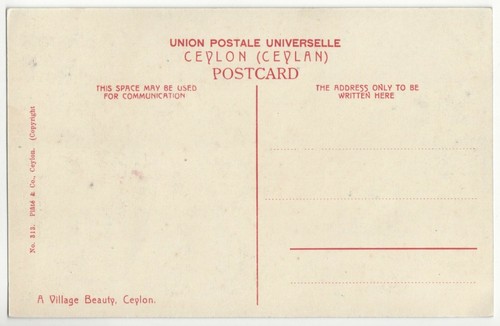 UNION POSTALE UNIVERSELLE
CEYLON (CEYLAN)
POSTCARD
THIS SPACE MAY BE USED
FOR COMMUNICATION
THE ADDRESS ONLY TO BE
WRITTEN HERE
No. 312. Plâté & Co., Ceylon. (Copyright
A Village Beauty, Ceylon.